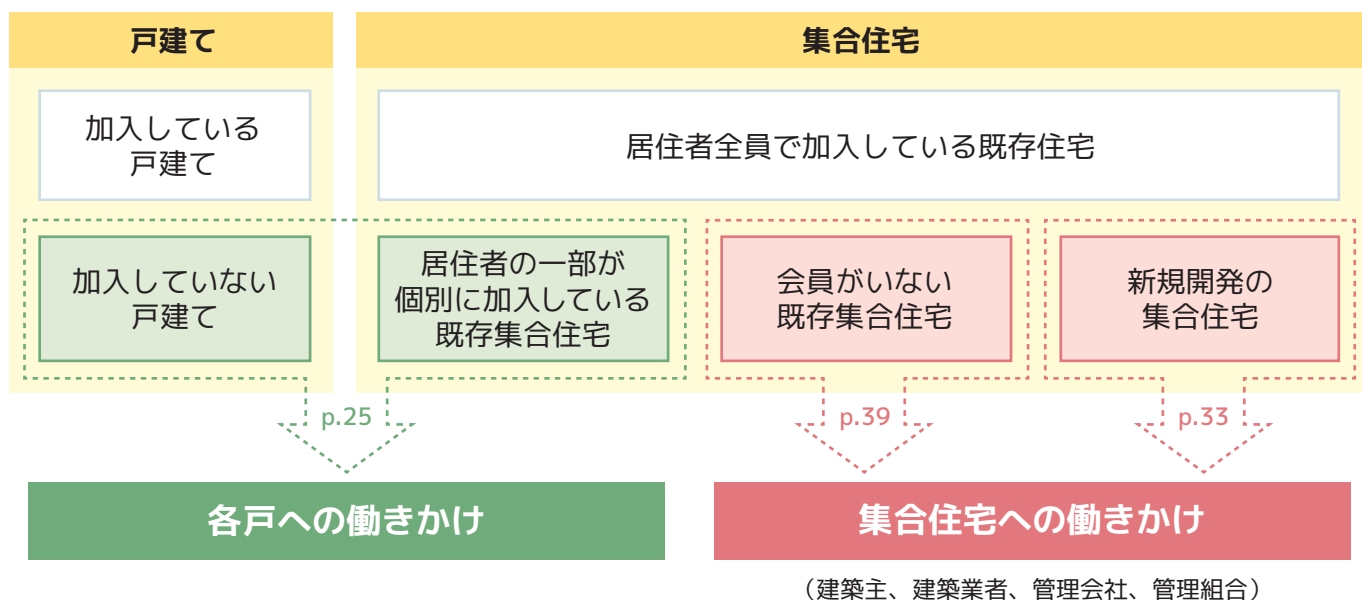 戸建て
集合住宅
加入している
戸建て
居住者全員で加入している既存住宅
加入していない
戸建て
居住者の一部が
個別に加入している
既存集合住宅
会員がいない
既存集合住宅
新規開発の
集合住宅
p.25
p.39
p.33
各戸への働きかけ
集合住宅への働きかけ
（建築主、建築業者、管理会社、管理組合）